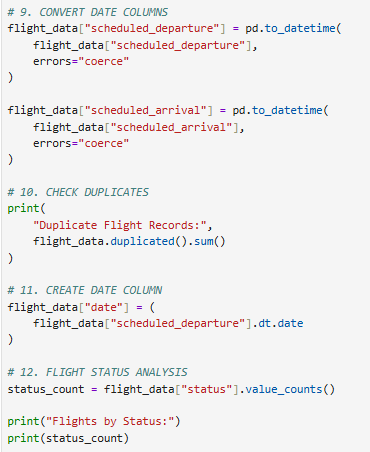 # 9. CONVERT DATE COLUMNS
flight_data["scheduled_departure"] = pd.to_datetime(
    flight_data["scheduled_departure"],
    errors="coerce"
)

flight_data["scheduled_arrival"] = pd.to_datetime(
    flight_data["scheduled_arrival"],
    errors="coerce"
)

# 10. CHECK DUPLICATES
print(
    "Duplicate Flight Records:",
    flight_data.duplicated().sum()
)

# 11. CREATE DATE COLUMN
flight_data["date"] = (
    flight_data["scheduled_departure"].dt.date
)

# 12. FLIGHT STATUS ANALYSIS
status_count = flight_data["status"].value_counts()

print("Flights by Status:")
print(status_count)